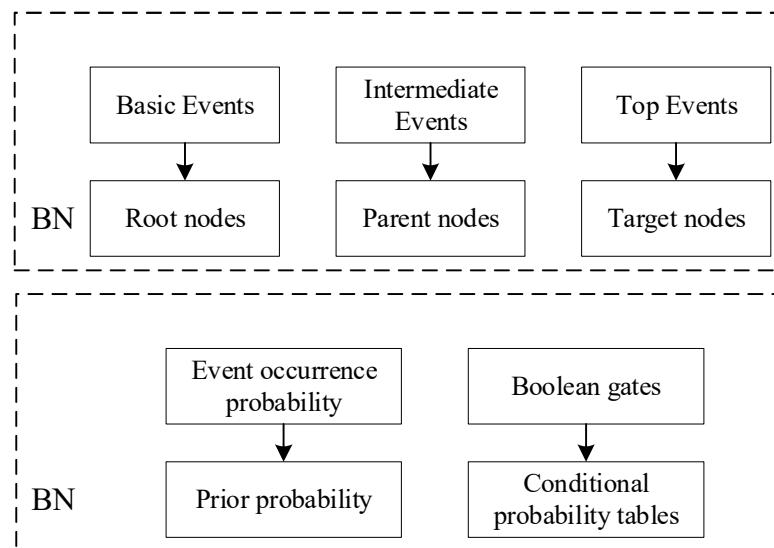 Basic Events
Intermediate
Events
Top Events
BN
Root nodes
Parent nodes
Target nodes
Event occurrence
probability
Boolean gates
BN
Prior probability
Conditional
probability tables